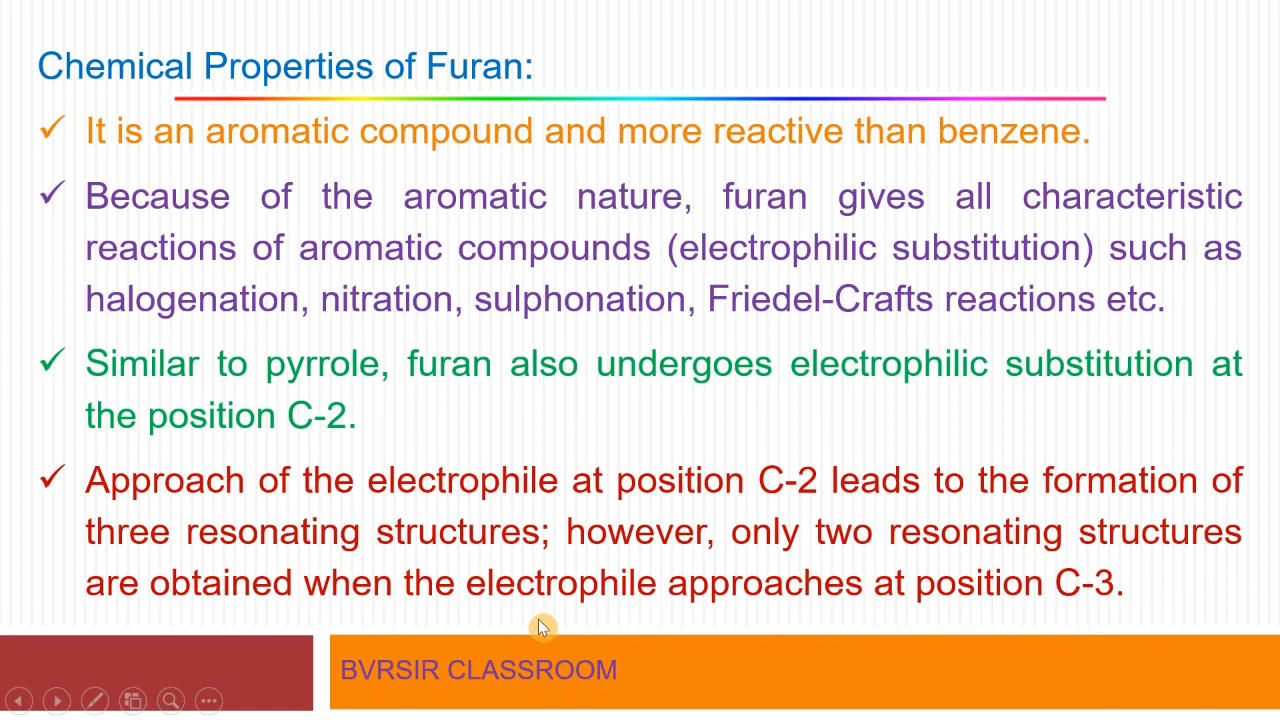 Chemical Properties of Furan:
✓ It is an aromatic compound and more reactive than benzene.
✓ Because of the aromatic nature, furan gives all characteristic
reactions of aromatic compounds (electrophilic substitution) such as
halogenation, nitration, sulphonation, Friedel-Crafts reactions etc.
✓ Similar to pyrrole, furan also undergoes electrophilic substitution at
the position C-2.
✓ Approach of the electrophile at position C-2 leads to the formation of
three resonating structures; however, only two resonating structures
are obtained when the electrophile approaches at position C-3.
BVRSIR CLASSROOM